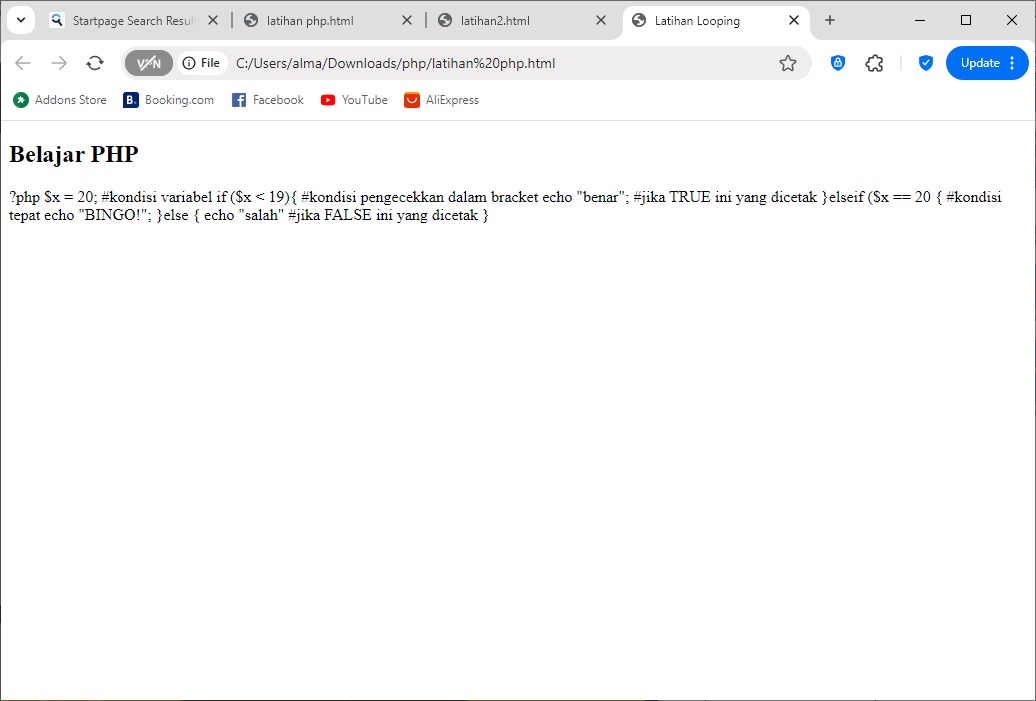 Startpage Search Resul
latihan php.html
latihan2.html
Latihan Looping
VPN
File
C:/Users/alma/Downloads/php/latihan%20php.html
Update
Addons Store
B. Booking.com
Facebook
YouTube
AliExpress
Belajar PHP
?php $x = 20; #kondisi variabel if ($x < 19){ #kondisi pengecekkan dalam bracket echo "benar"; #jika TRUE ini yang dicetak }elseif ($x == 20 { #kondisi
tepat echo "BINGO!"; }else { echo "salah" #jika FALSE ini yang dicetak }